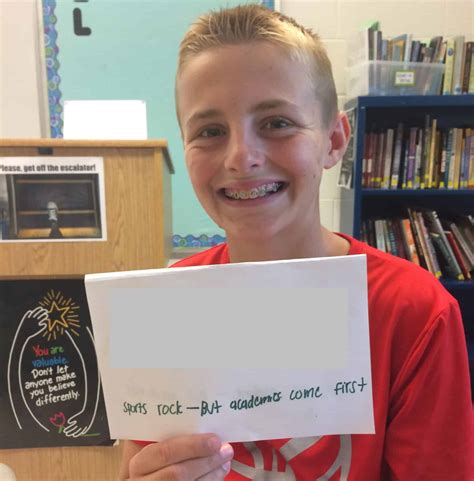 Please, get off the escalator!
You are
valuable.
Don't let
anyone make
you believe
differently.
sports rock — But academics come first